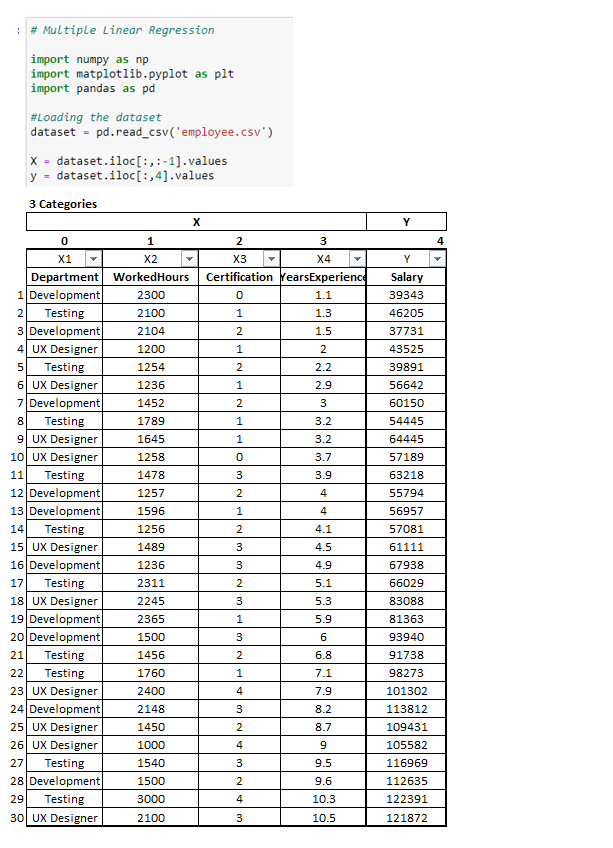 : # Multiple Linear Regression
import numpy as np
import matplotlib.pyplot as plt
import pandas as pd
#Loading the dataset
dataset = pd.read_csv('employee.csv')
X = dataset.iloc[:,:-1].values
y = dataset.iloc[:,4].values
3 Categories
X Y
0 1 2 3 4
X1 X2 X3 X4 Y
Department WorkedHours Certification YearsExperience Salary
1 Development 2300 0 1.1 39343
2 Testing 2100 1 1.3 46205
3 Development 2104 2 1.5 37731
4 UX Designer 1200 1 2 43525
5 Testing 1254 2 2.2 39891
6 UX Designer 1236 1 2.9 56642
7 Development 1452 2 3 60150
8 Testing 1789 1 3.2 54445
9 UX Designer 1645 1 3.2 64445
10 UX Designer 1258 0 3.7 57189
11 Testing 1478 3 3.9 63218
12 Development 1257 2 4 55794
13 Development 1596 1 4 56957
14 Testing 1256 2 4.1 57081
15 UX Designer 1489 3 4.5 61111
16 Development 1236 3 4.9 67938
17 Testing 2311 2 5.1 66029
18 UX Designer 2245 3 5.3 83088
19 Development 2365 1 5.9 81363
20 Development 1500 3 6 93940
21 Testing 1456 2 6.8 91738
22 Testing 1760 1 7.1 98273
23 UX Designer 2400 4 7.9 101302
24 Development 2148 3 8.2 113812
25 UX Designer 1450 2 8.7 109431
26 UX Designer 1000 4 9 105582
27 Testing 1540 3 9.5 116969
28 Development 1500 2 9.6 112635
29 Testing 3000 4 10.3 122391
30 UX Designer 2100 3 10.5 121872